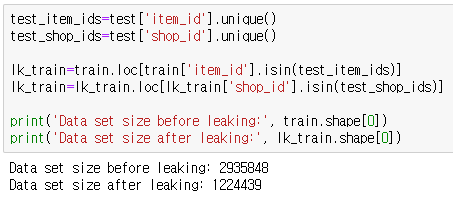 test_item_ids=test['item_id'].unique()
test_shop_ids=test['shop_id'].unique()
lk_train=train.loc[train['item_id'].isin(test_item_ids)]
lk_train=lk_train.loc[lk_train['shop_id'].isin(test_shop_ids)]
print('Data set size before leaking:', train.shape[0])
print('Data set size after leaking:', lk_train.shape[0])
Data set size before leaking: 2935848
Data set size after leaking: 1224439